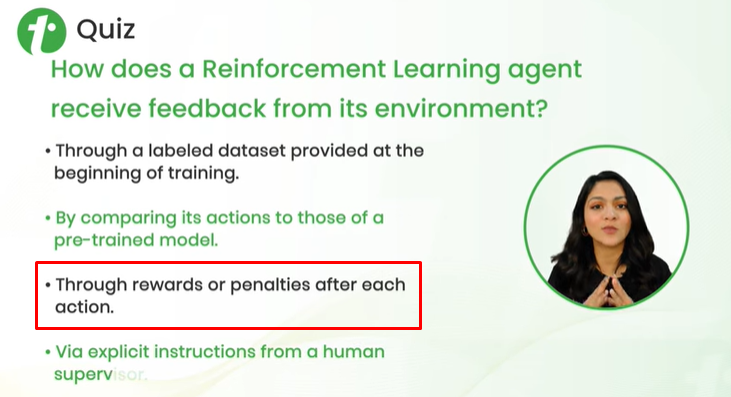 Quiz
How does a Reinforcement Learning agent
receive feedback from its environment?
• Through a labeled dataset provided at the
beginning of training.
• By comparing its actions to those of a
pre-trained model.
• Through rewards or penalties after each
action.
• Via explicit instructions from a human
supervisor.